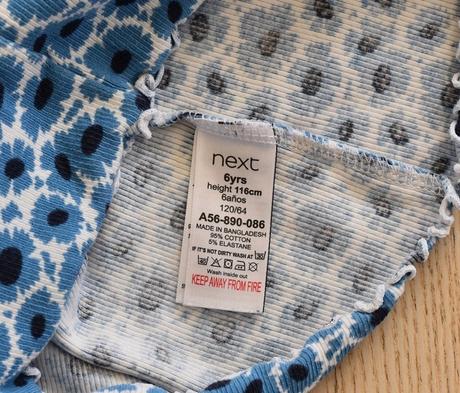 next
6yrs
height 116cm
6años
120/64
A56-890-086
MADE IN BANGLADESH
95% COTTON
5% ELASTANE
IF IT'S NOT DIRTY WASH AT 30
Wash inside out
KEEP AWAY FROM FIRE